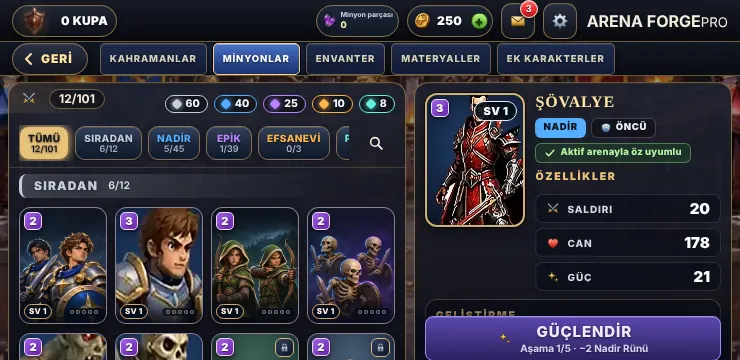 0 KUPA
Minyon parçası
0
250
3
ARENA FORGEPRO
GERİ
KAHRAMANLAR
MİNYONLAR
ENVANTER
MATERYALLER
EK KARAKTERLER
12/101
60
40
25
10
8
TÜMÜ
12/101
SIRADAN
6/12
NADİR
5/45
EPİK
1/39
EFSANEVİ
0/3
SIRADAN 6/12
2
SV 1
3
SV 1
2
SV 1
2
SV 1
2
2
2
2
3
SV 1
ŞÖVALYE
NADİR
ÖNCÜ
Aktif arenayla öz uyumlu
ÖZELLİKLER
SALDIRI 20
CAN 178
GÜÇ 21
GELİŞTİRME
GÜÇLENDİR
Aşama 1/5 · −2 Nadir Rünü